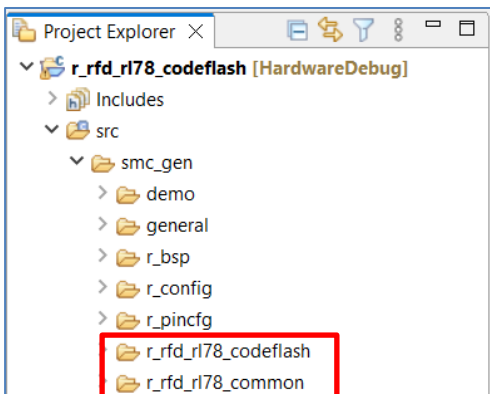 Project Explorer
r_rfd_rl78_codeflash [HardwareDebug]
Includes
src
smc_gen
demo
general
r_bsp
r_config
r_pincfg
r_rfd_rl78_codeflash
r_rfd_rl78_common